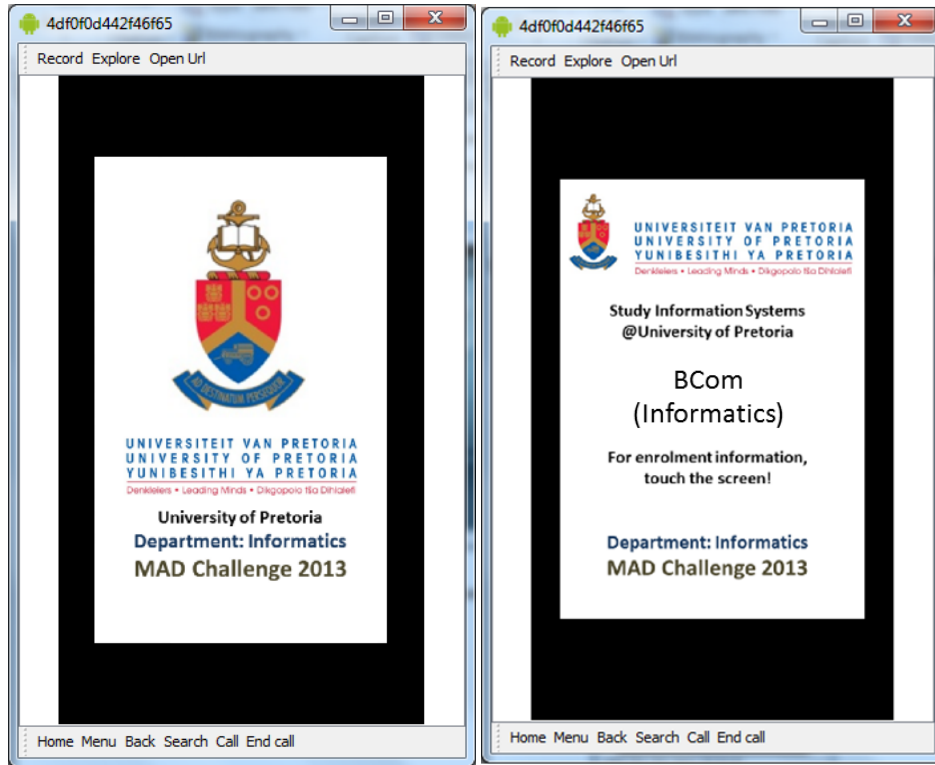 4df0f0d442f46f65
Record Explore Open Url
AD DESTINATUM PERSEQUOR
UNIVERSITEIT VAN PRETORIA
UNIVERSITY OF PRETORIA
YUNIBESITHI YA PRETORIA
Denkleiers • Leading Minds • Dikgopolo tša Dihlalefi
University of Pretoria
Department: Informatics
MAD Challenge 2013
Home Menu Back Search Call End call
4df0f0d442f46f65
Record Explore Open Url
UNIVERSITEIT VAN PRETORIA
UNIVERSITY OF PRETORIA
YUNIBESITHI YA PRETORIA
Denkleiers • Leading Minds • Dikgopolo tša Dihlalefi
Study Information Systems
@University of Pretoria
BCom
(Informatics)
For enrolment information,
touch the screen!
Department: Informatics
MAD Challenge 2013
Home Menu Back Search Call End call